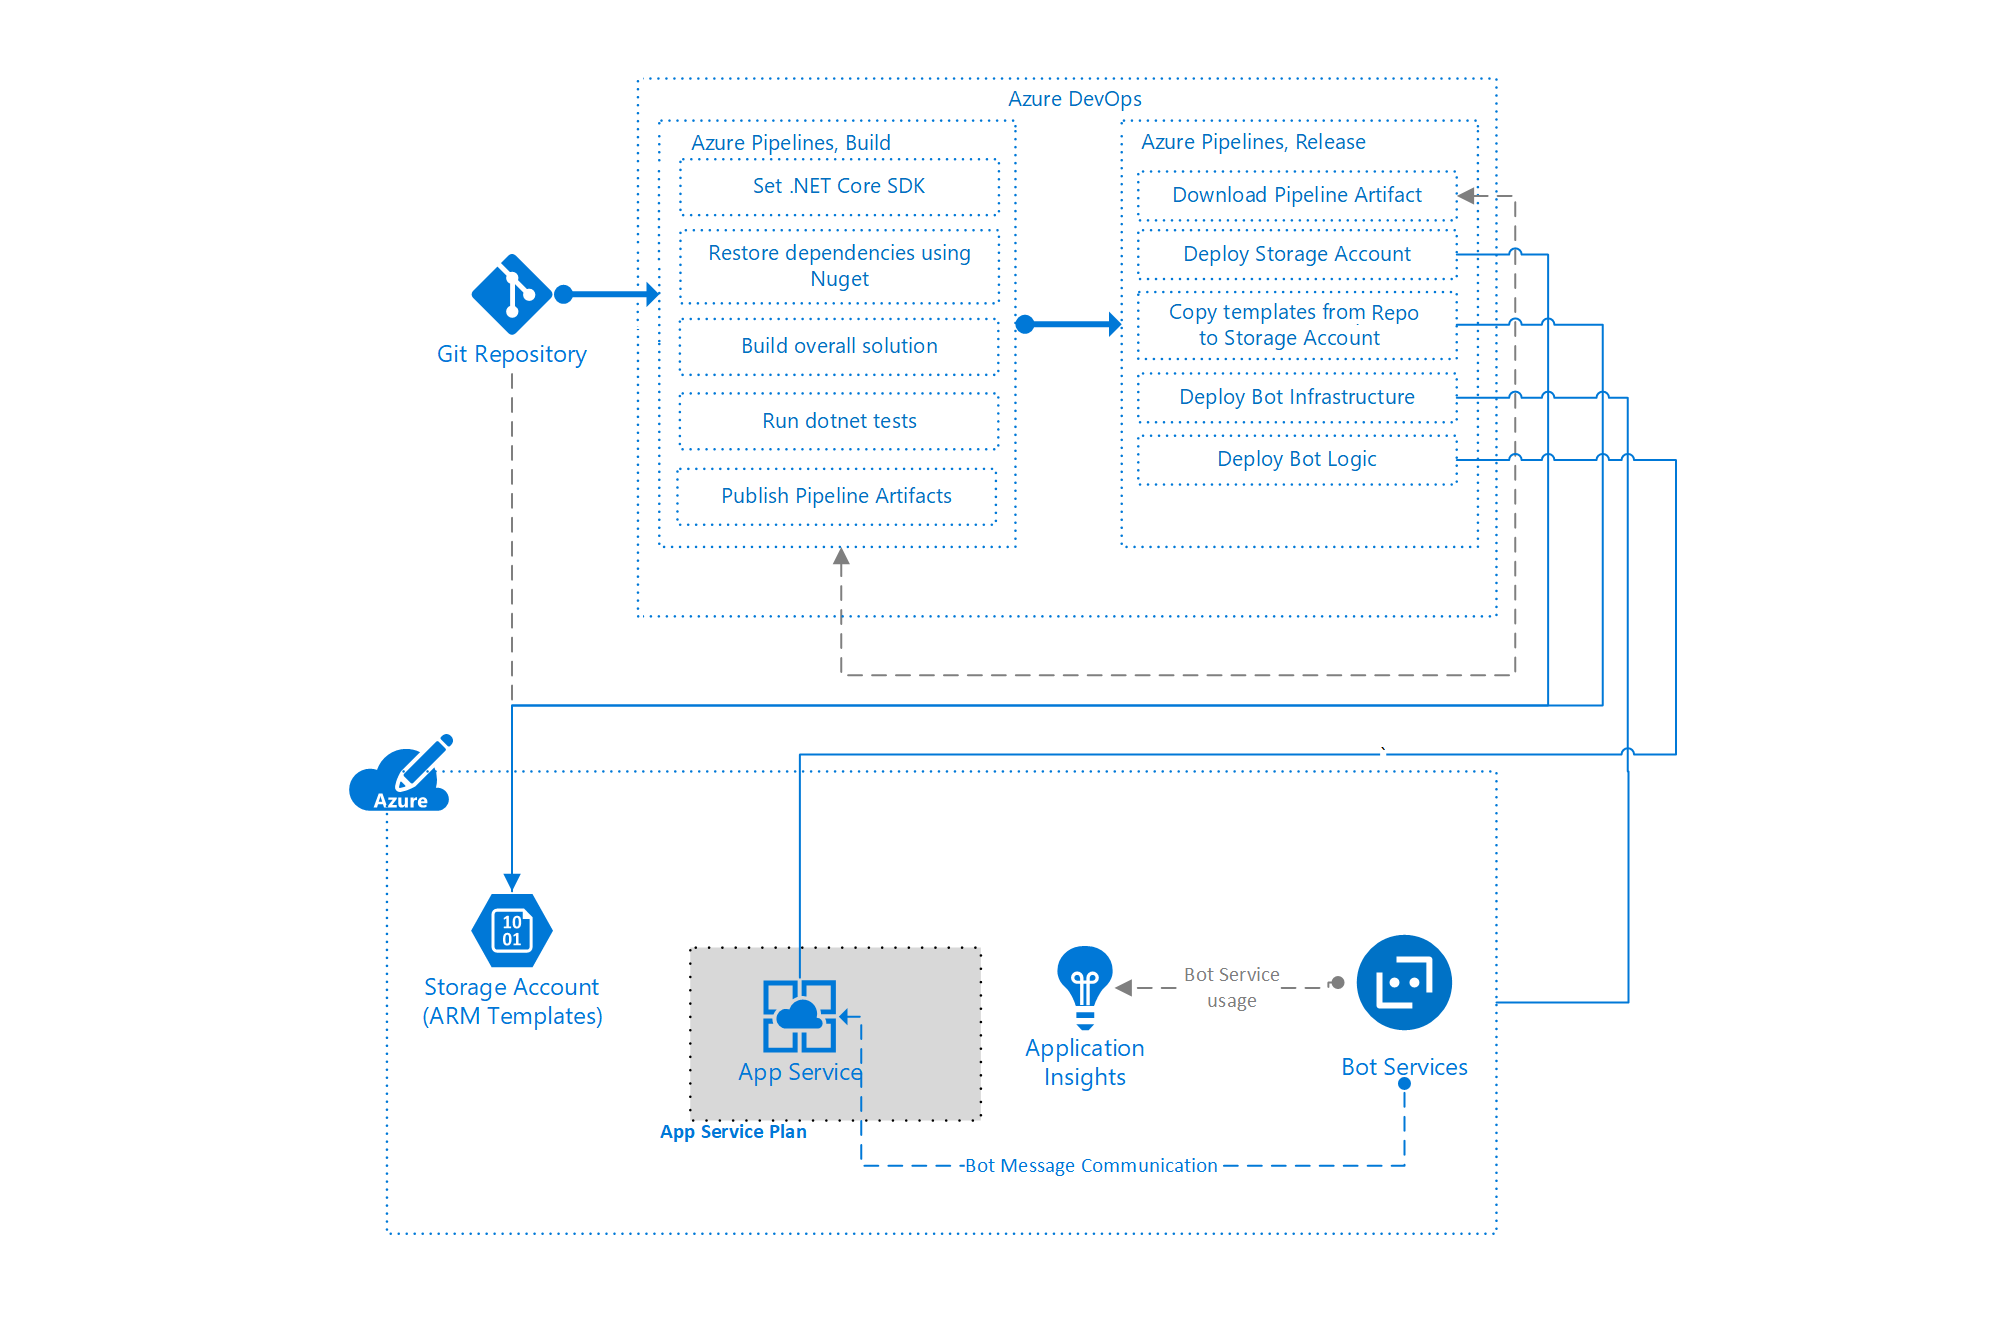 Azure DevOps
Azure Pipelines, Build
Set .NET Core SDK
Restore dependencies using
Nuget
Build overall solution
Run dotnet tests
Publish Pipeline Artifacts
Azure Pipelines, Release
Download Pipeline Artifact
Deploy Storage Account
Copy templates from Repo
to Storage Account
Deploy Bot Infrastructure
Deploy Bot Logic
Git Repository
`
Azure
10
01
Storage Account
(ARM Templates)
App Service
App Service Plan
Application
Insights
Bot Service
usage
Bot Services
Bot Message Communication